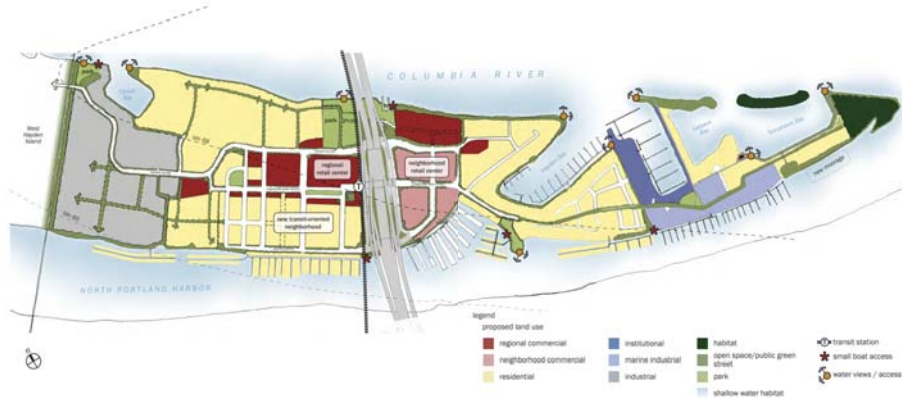 COLUMBIA RIVER
park
West
Hayden
Island
park
regional
retail center
neighborhood
retail center
new transit-oriented
neighborhood
T
new moorage
NORTH PORTLAND HARBOR
legend
proposed land use
regional commercial
neighborhood commercial
residential
institutional
marine industrial
industrial
habitat
open space/public green
street
park
shallow water habitat
T
transit station
small boat access
water views / access